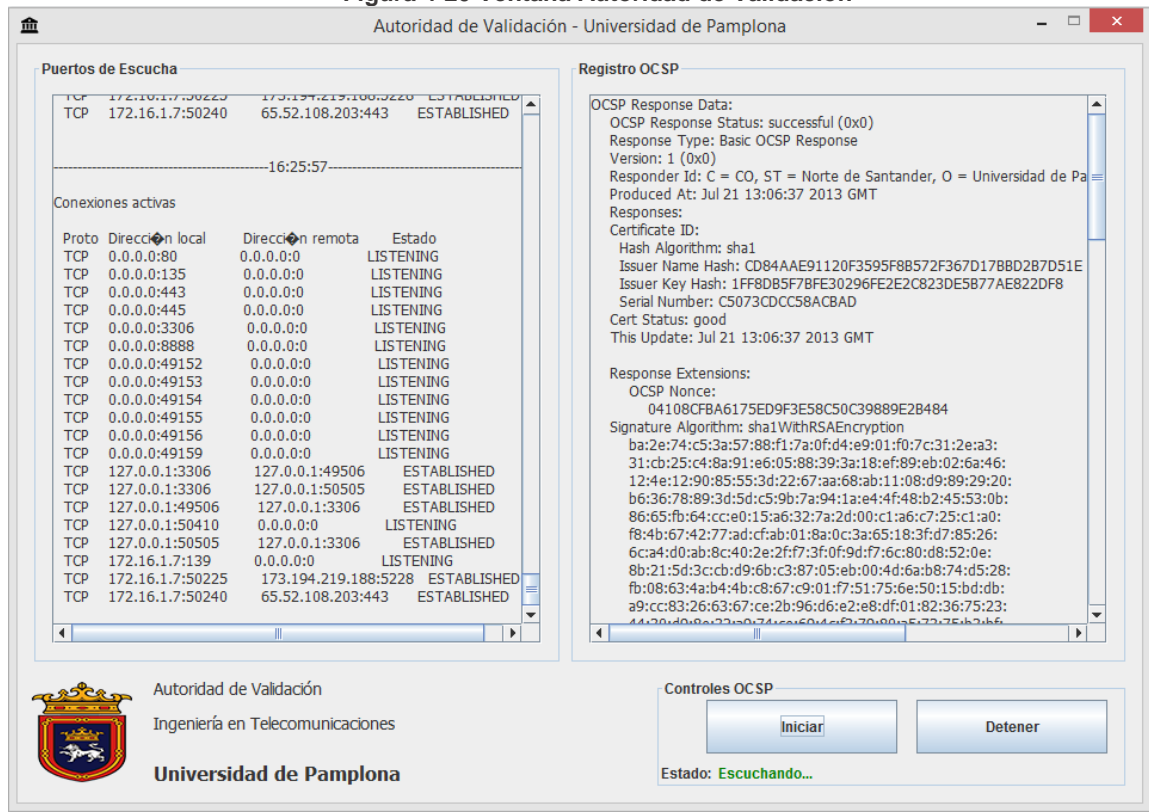 Autoridad de Validación - Universidad de Pamplona
Puertos de Escucha
TCP 172.16.1.7:50225 173.194.219.188:5228 ESTABLISHED
TCP 172.16.1.7:50240 65.52.108.203:443 ESTABLISHED
----------------------------------------16:25:57------------------------------------
Conexiones activas
Proto Direcci�n local Direcci�n remota Estado
TCP 0.0.0.0:80 0.0.0.0:0 LISTENING
TCP 0.0.0.0:135 0.0.0.0:0 LISTENING
TCP 0.0.0.0:443 0.0.0.0:0 LISTENING
TCP 0.0.0.0:445 0.0.0.0:0 LISTENING
TCP 0.0.0.0:3306 0.0.0.0:0 LISTENING
TCP 0.0.0.0:8888 0.0.0.0:0 LISTENING
TCP 0.0.0.0:49152 0.0.0.0:0 LISTENING
TCP 0.0.0.0:49153 0.0.0.0:0 LISTENING
TCP 0.0.0.0:49154 0.0.0.0:0 LISTENING
TCP 0.0.0.0:49155 0.0.0.0:0 LISTENING
TCP 0.0.0.0:49156 0.0.0.0:0 LISTENING
TCP 0.0.0.0:49159 0.0.0.0:0 LISTENING
TCP 127.0.0.1:3306 127.0.0.1:49506 ESTABLISHED
TCP 127.0.0.1:3306 127.0.0.1:50505 ESTABLISHED
TCP 127.0.0.1:49506 127.0.0.1:3306 ESTABLISHED
TCP 127.0.0.1:50410 0.0.0.0:0 LISTENING
TCP 127.0.0.1:50505 127.0.0.1:3306 ESTABLISHED
TCP 172.16.1.7:139 0.0.0.0:0 LISTENING
TCP 172.16.1.7:50225 173.194.219.188:5228 ESTABLISHED
TCP 172.16.1.7:50240 65.52.108.203:443 ESTABLISHED
Registro OCSP
OCSP Response Data:
OCSP Response Status: successful (0x0)
Response Type: Basic OCSP Response
Version: 1 (0x0)
Responder Id: C = CO, ST = Norte de Santander, O = Universidad de Pa
Produced At: Jul 21 13:06:37 2013 GMT
Responses:
Certificate ID:
Hash Algorithm: sha1
Issuer Name Hash: CD84AAE91120F3595F8B572F367D17BBD2B7D51E
Issuer Key Hash: 1FF8DB5F7BFE30296FE2E2C823DE5B77AE822DF8
Serial Number: C5073CDCC58ACBAD
Cert Status: good
This Update: Jul 21 13:06:37 2013 GMT
Response Extensions:
OCSP Nonce:
04108CFBA6175ED9F3E58C50C39889E2B484
Signature Algorithm: sha1WithRSAEncryption
ba:2e:74:c5:3a:57:88:f1:7a:0f:d4:e9:01:f0:7c:31:2e:a3:
31:cb:25:c4:8a:91:e6:05:88:39:3a:18:ef:89:eb:02:6a:46:
12:4e:12:90:85:55:3d:22:67:aa:68:ab:11:08:d9:89:29:20:
b6:36:78:89:3d:5d:c5:9b:7a:94:1a:e4:4f:48:b2:45:53:0b:
86:65:fb:64:cc:e0:15:a6:32:7a:2d:00:c1:a6:c7:25:c1:a0:
f8:4b:67:42:77:ad:cf:ab:01:8a:0c:3a:65:18:3f:d7:85:26:
6c:a4:d0:ab:8c:40:2e:2f:f7:3f:0f:9d:f7:6c:80:d8:52:0e:
8b:21:5d:3c:cb:d9:6b:c3:87:05:eb:00:4d:6a:b8:74:d5:28:
fb:08:63:4a:b4:4b:c8:67:c9:01:f7:51:75:6e:50:15:bd:db:
a9:cc:83:26:63:67:ce:2b:96:d6:e2:e8:df:01:82:36:75:23:
Autoridad de Validación
Ingeniería en Telecomunicaciones
Universidad de Pamplona
Controles OCSP
Iniciar
Detener
Estado: Escuchando...